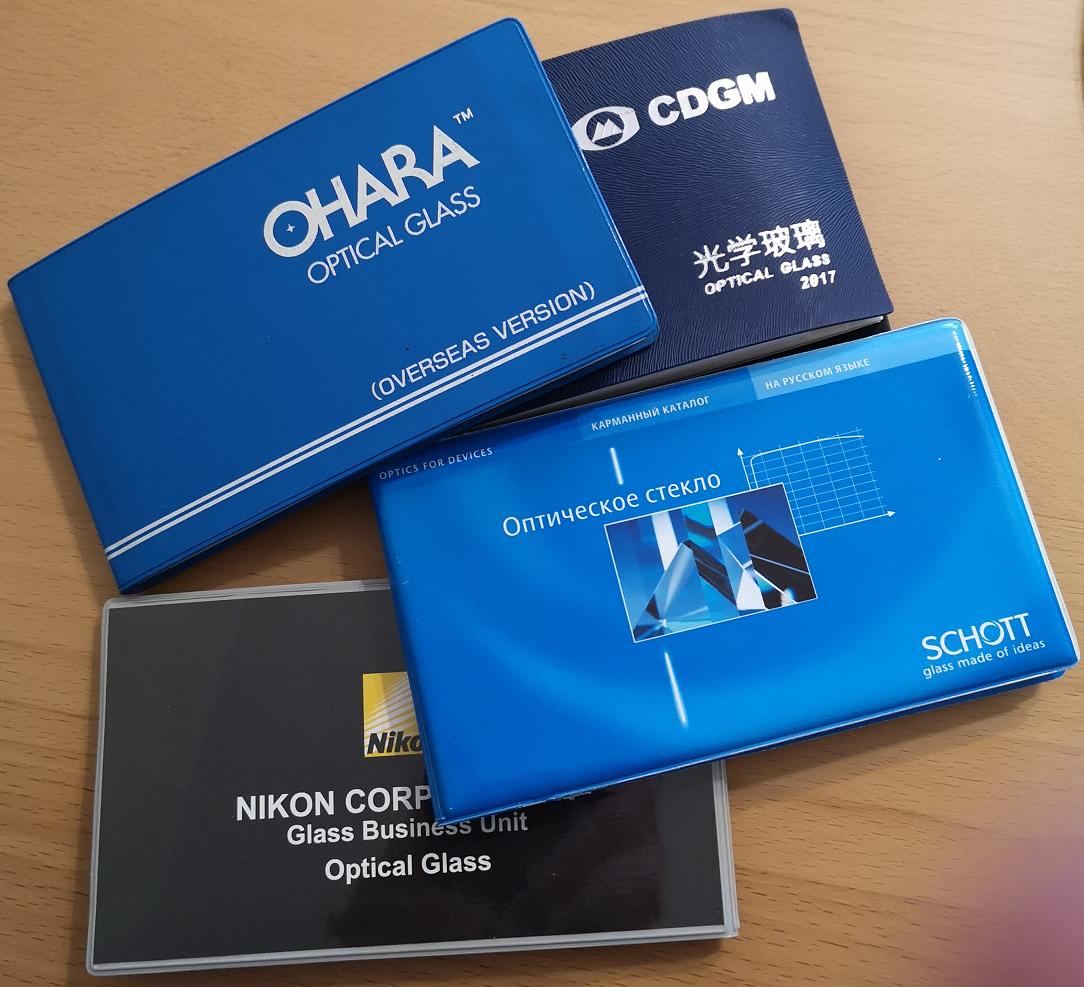 OHARA™
OPTICAL GLASS
(OVERSEAS VERSION)
CDGM
光学玻璃
OPTICAL GLASS
2017
OPTICS FOR DEVICES
КАРМАННЫЙ КАТАЛОГ
НА РУССКОМ ЯЗЫКЕ
Оптическое стекло
SCHOTT
glass made of ideas
Niko
NIKON CORP
Glass Business Unit
Optical Glass